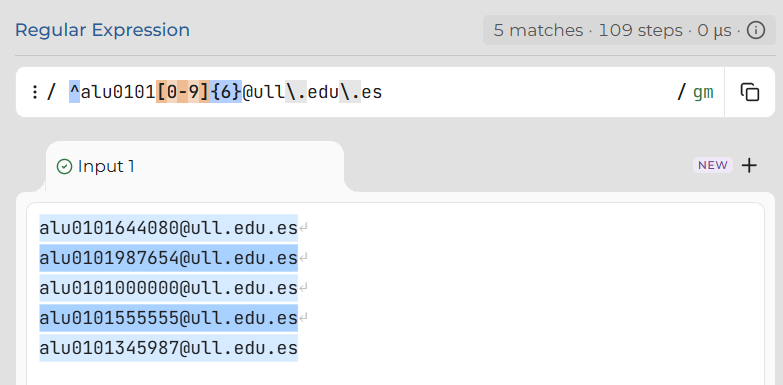 Regular Expression
5 matches · 109 steps · 0 µs ·
/ ^alu0101[0-9]{6}@ull\.edu\.es / gm
Input 1
NEW +
alu0101644080@ull.edu.es↵
alu0101987654@ull.edu.es↵
alu0101000000@ull.edu.es↵
alu0101555555@ull.edu.es↵
alu0101345987@ull.edu.es